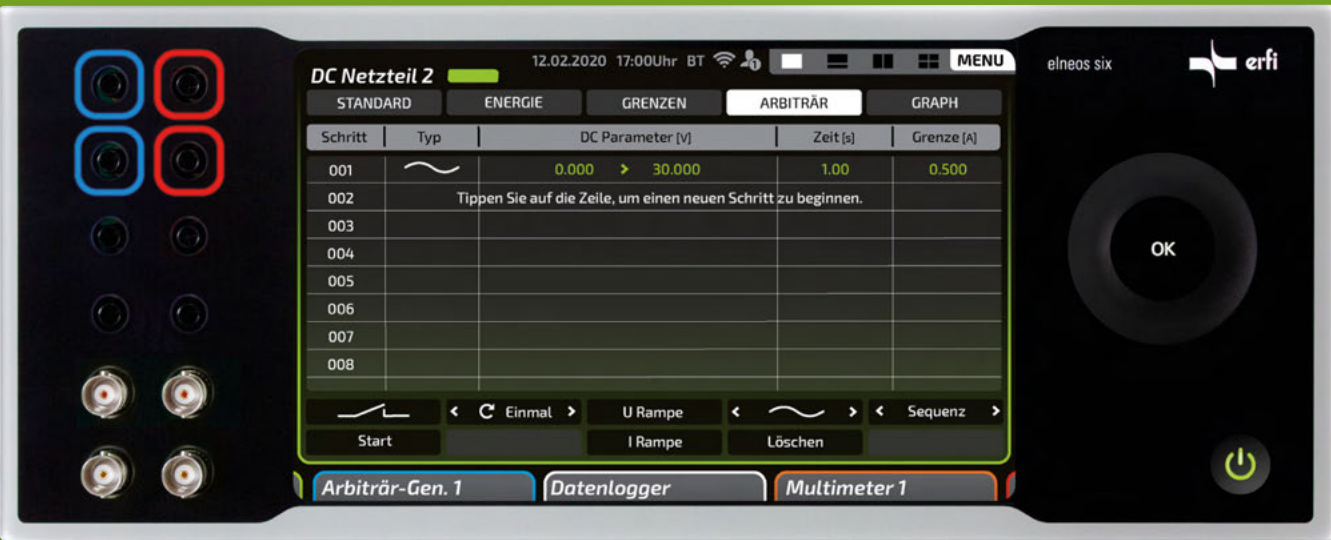 12.02.2020 17:00Uhr BT
MENU
DC Netzteil 2
STANDARD ENERGIE GRENZEN ARBITRÄR GRAPH
Schritt Typ DC Parameter [V] Zeit [s] Grenze [A]
001 0.000 > 30.000 1.00 0.500
002 Tippen Sie auf die Zeile, um einen neuen Schritt zu beginnen.
003
004
005
006
007
008
< Einmal > U Rampe < > < Sequenz >
Start I Rampe Löschen
Arbiträr-Gen. 1 Datenlogger Multimeter 1
elneos six
erfi
OK